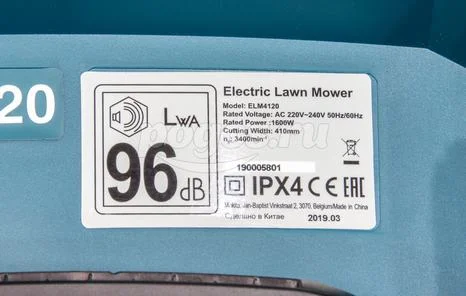 20
LWA
96 dB
Electric Lawn Mower
Model: ELM4120
Rated Voltage: AC 220V~240V 50Hz/60Hz
Rated Power :1600W
Cutting Width: 410mm
n₀: 3400min⁻¹
190005801
IPX4 CE EAC
Makita, Jan-Baptist Vinkstraat 2, 3070, Belgium/Made in China
Сделано в Китае
2019.03